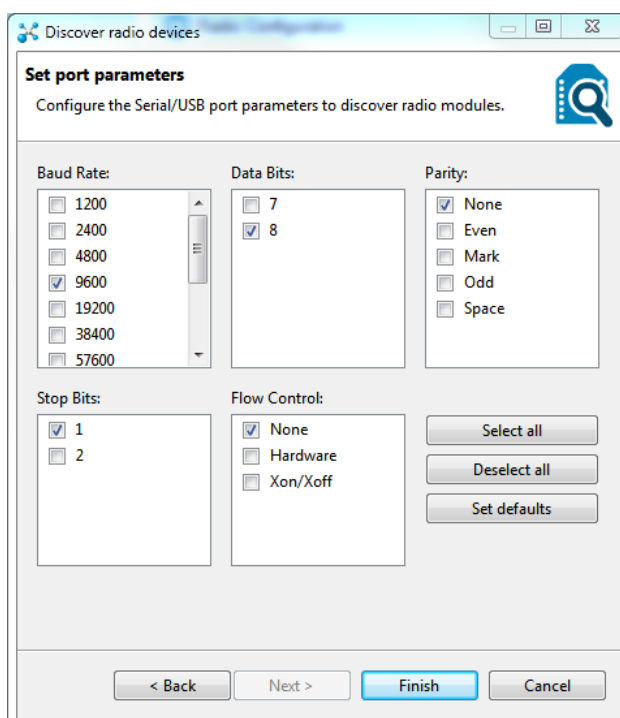 Radio Configuration
Discover radio devices
Set port parameters
Configure the Serial/USB port parameters to discover radio modules.
Baud Rate:
1200
2400
4800
9600
19200
38400
57600
Data Bits:
7
8
Parity:
None
Even
Mark
Odd
Space
Stop Bits:
1
2
Flow Control:
None
Hardware
Xon/Xoff
Select all
Deselect all
Set defaults
< Back
Next >
Finish
Cancel